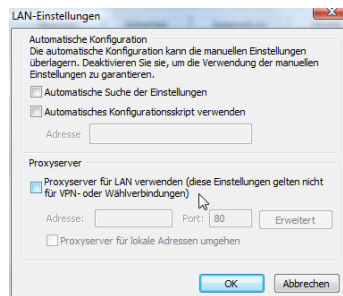 LAN-Einstellungen
Automatische Konfiguration
Die automatische Konfiguration kann die manuellen Einstellungen
überlagern. Deaktivieren Sie sie, um die Verwendung der manuellen
Einstellungen zu garantieren.
Automatische Suche der Einstellungen
Automatisches Konfigurationsskript verwenden
Adresse
Proxyserver
Proxyserver für LAN verwenden (diese Einstellungen gelten nicht
für VPN- oder Wählverbindungen)
Adresse: Port: 80 Erweitert
Proxyserver für lokale Adressen umgehen
OK Abbrechen